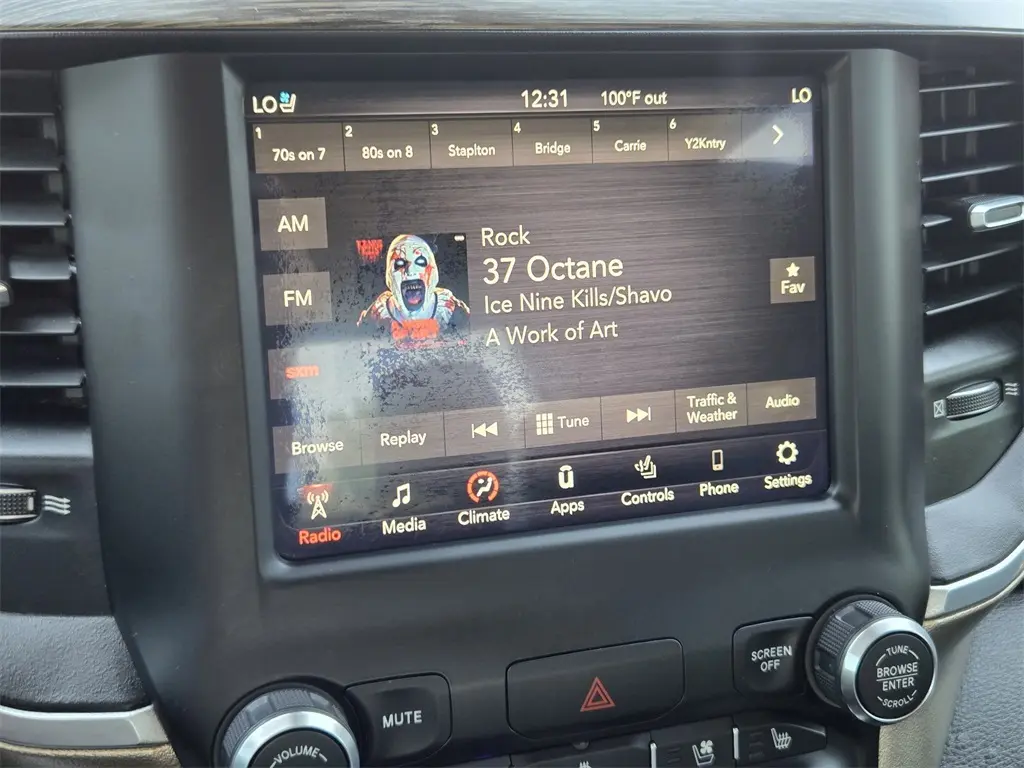 LO
12:31
100°F out
LO
1
70s on 7
2
80s on 8
3
Staplton
4
Bridge
5
Carrie
6
Y2Kntry
AM
FM
sxm
Rock
37 Octane
Ice Nine Kills/Shavo
A Work of Art
Fav
Browse
Replay
Tune
Traffic &
Weather
Audio
Radio
Media
Climate
Apps
Controls
Phone
Settings
VOLUME
MUTE
SCREEN
OFF
TUNE
BROWSE
ENTER
SCROLL